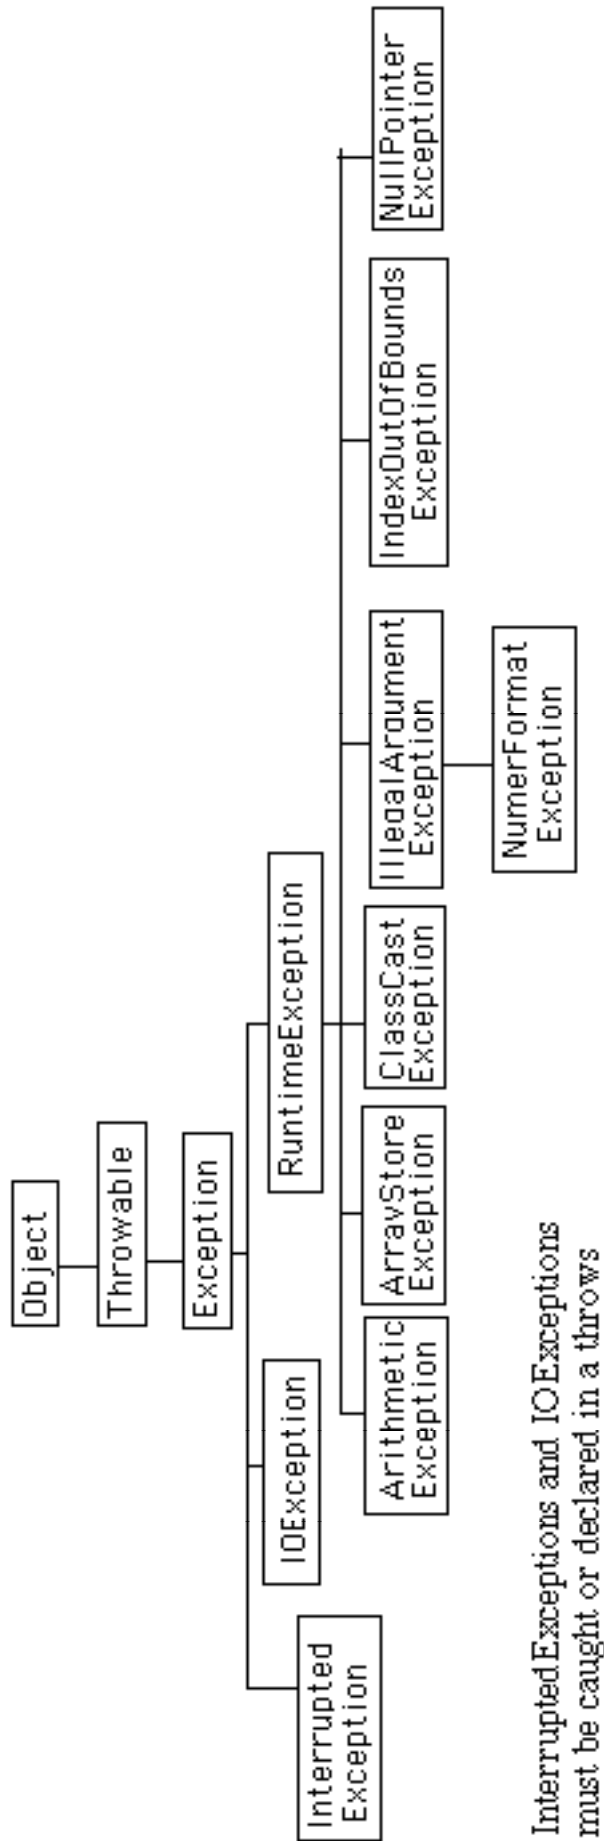 Object
Throwable
Exception
Interrupted
Exception
IOException
RuntimeException
Arithmetic
Exception
ArrayStore
Exception
ClassCast
Exception
IllegalArgument
Exception
IndexOutOfBounds
Exception
NullPointer
Exception
NumerFormat
Exception
InterruptedExceptions and IOExceptions
must be caught or declared in a throws